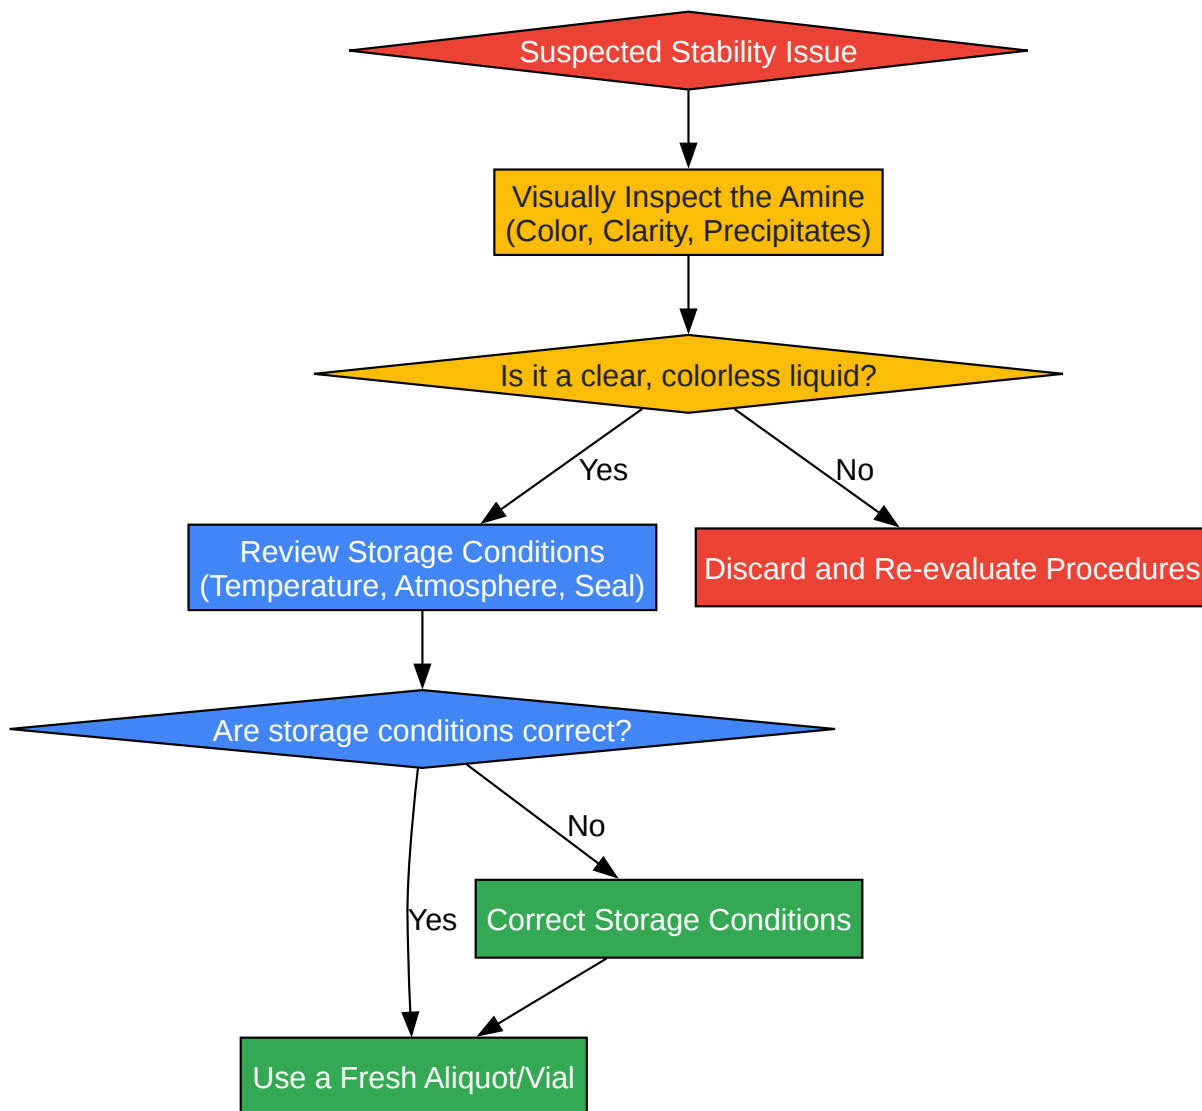 Suspected Stability Issue
Visually Inspect the Amine
(Color, Clarity, Precipitates)
Is it a clear, colorless liquid?
Yes
No
Review Storage Conditions
(Temperature, Atmosphere, Seal)
Discard and Re-evaluate Procedures
Are storage conditions correct?
No
Yes
Correct Storage Conditions
Use a Fresh Aliquot/Vial